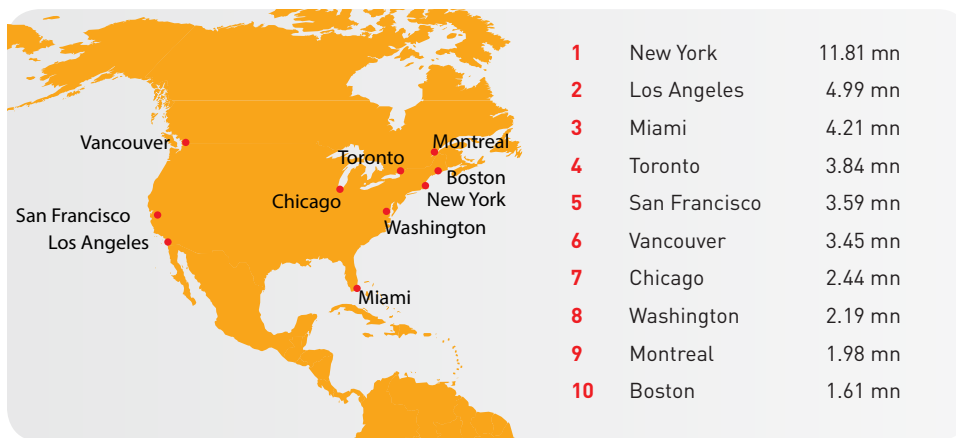 Vancouver
Montreal
Toronto
Boston
Chicago
New York
San Francisco
Washington
Los Angeles
Miami
1 New York 11.81 mn
2 Los Angeles 4.99 mn
3 Miami 4.21 mn
4 Toronto 3.84 mn
5 San Francisco 3.59 mn
6 Vancouver 3.45 mn
7 Chicago 2.44 mn
8 Washington 2.19 mn
9 Montreal 1.98 mn
10 Boston 1.61 mn